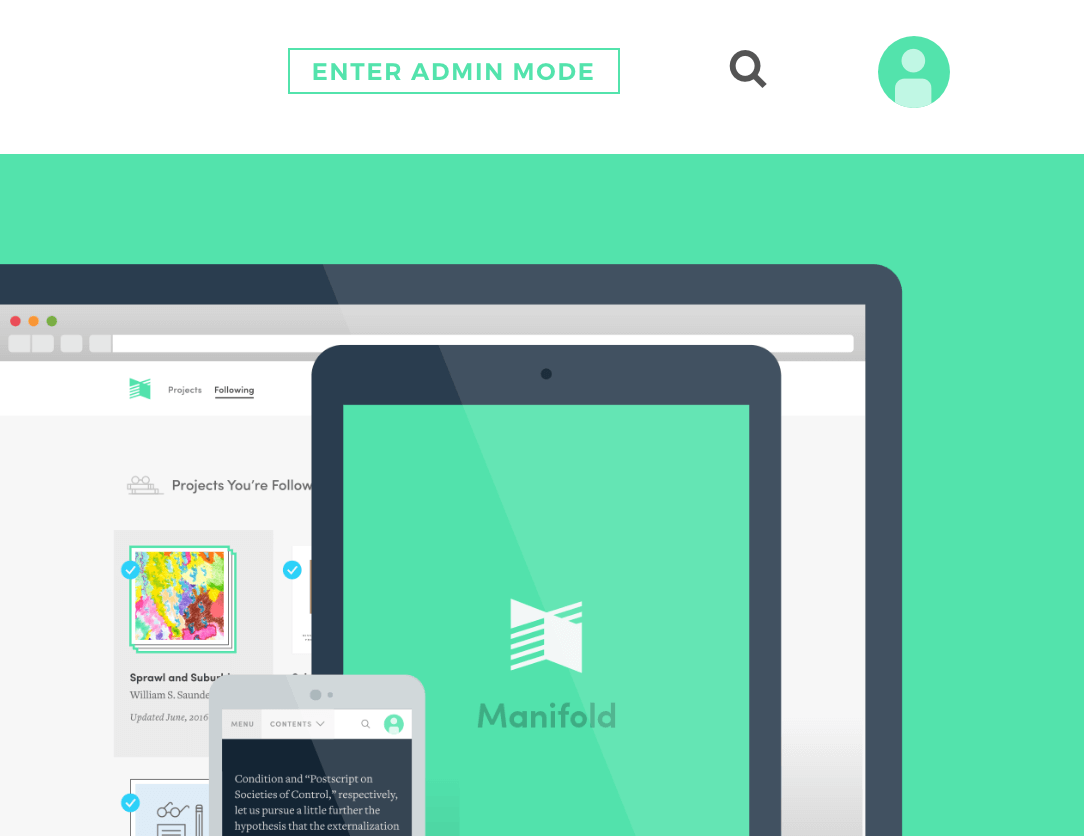 ENTER ADMIN MODE
Projects Following
Projects You're Follow
Sprawl and
William S. Saunde
Updated June, 2016
Manifold
MENU CONTENTS
Condition and “Postscript on
Societies of Control,” respectively,
let us pursue a little further the
hypothesis that the externalization